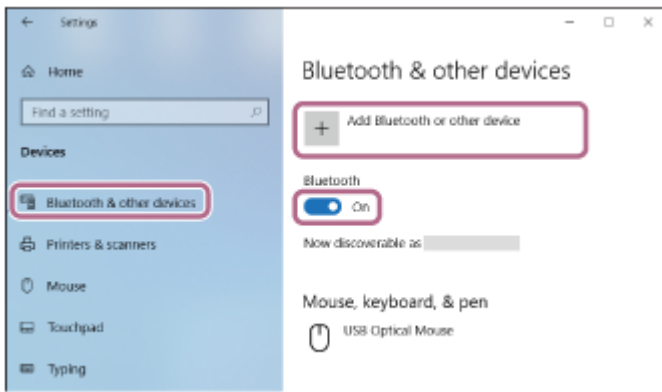 Settings
Home
Find a setting
Devices
Bluetooth & other devices
Printers & scanners
Mouse
Touchpad
Typing
Bluetooth & other devices
Add Bluetooth or other device
Bluetooth
On
Now discoverable as
Mouse, keyboard, & pen
USB Optical Mouse